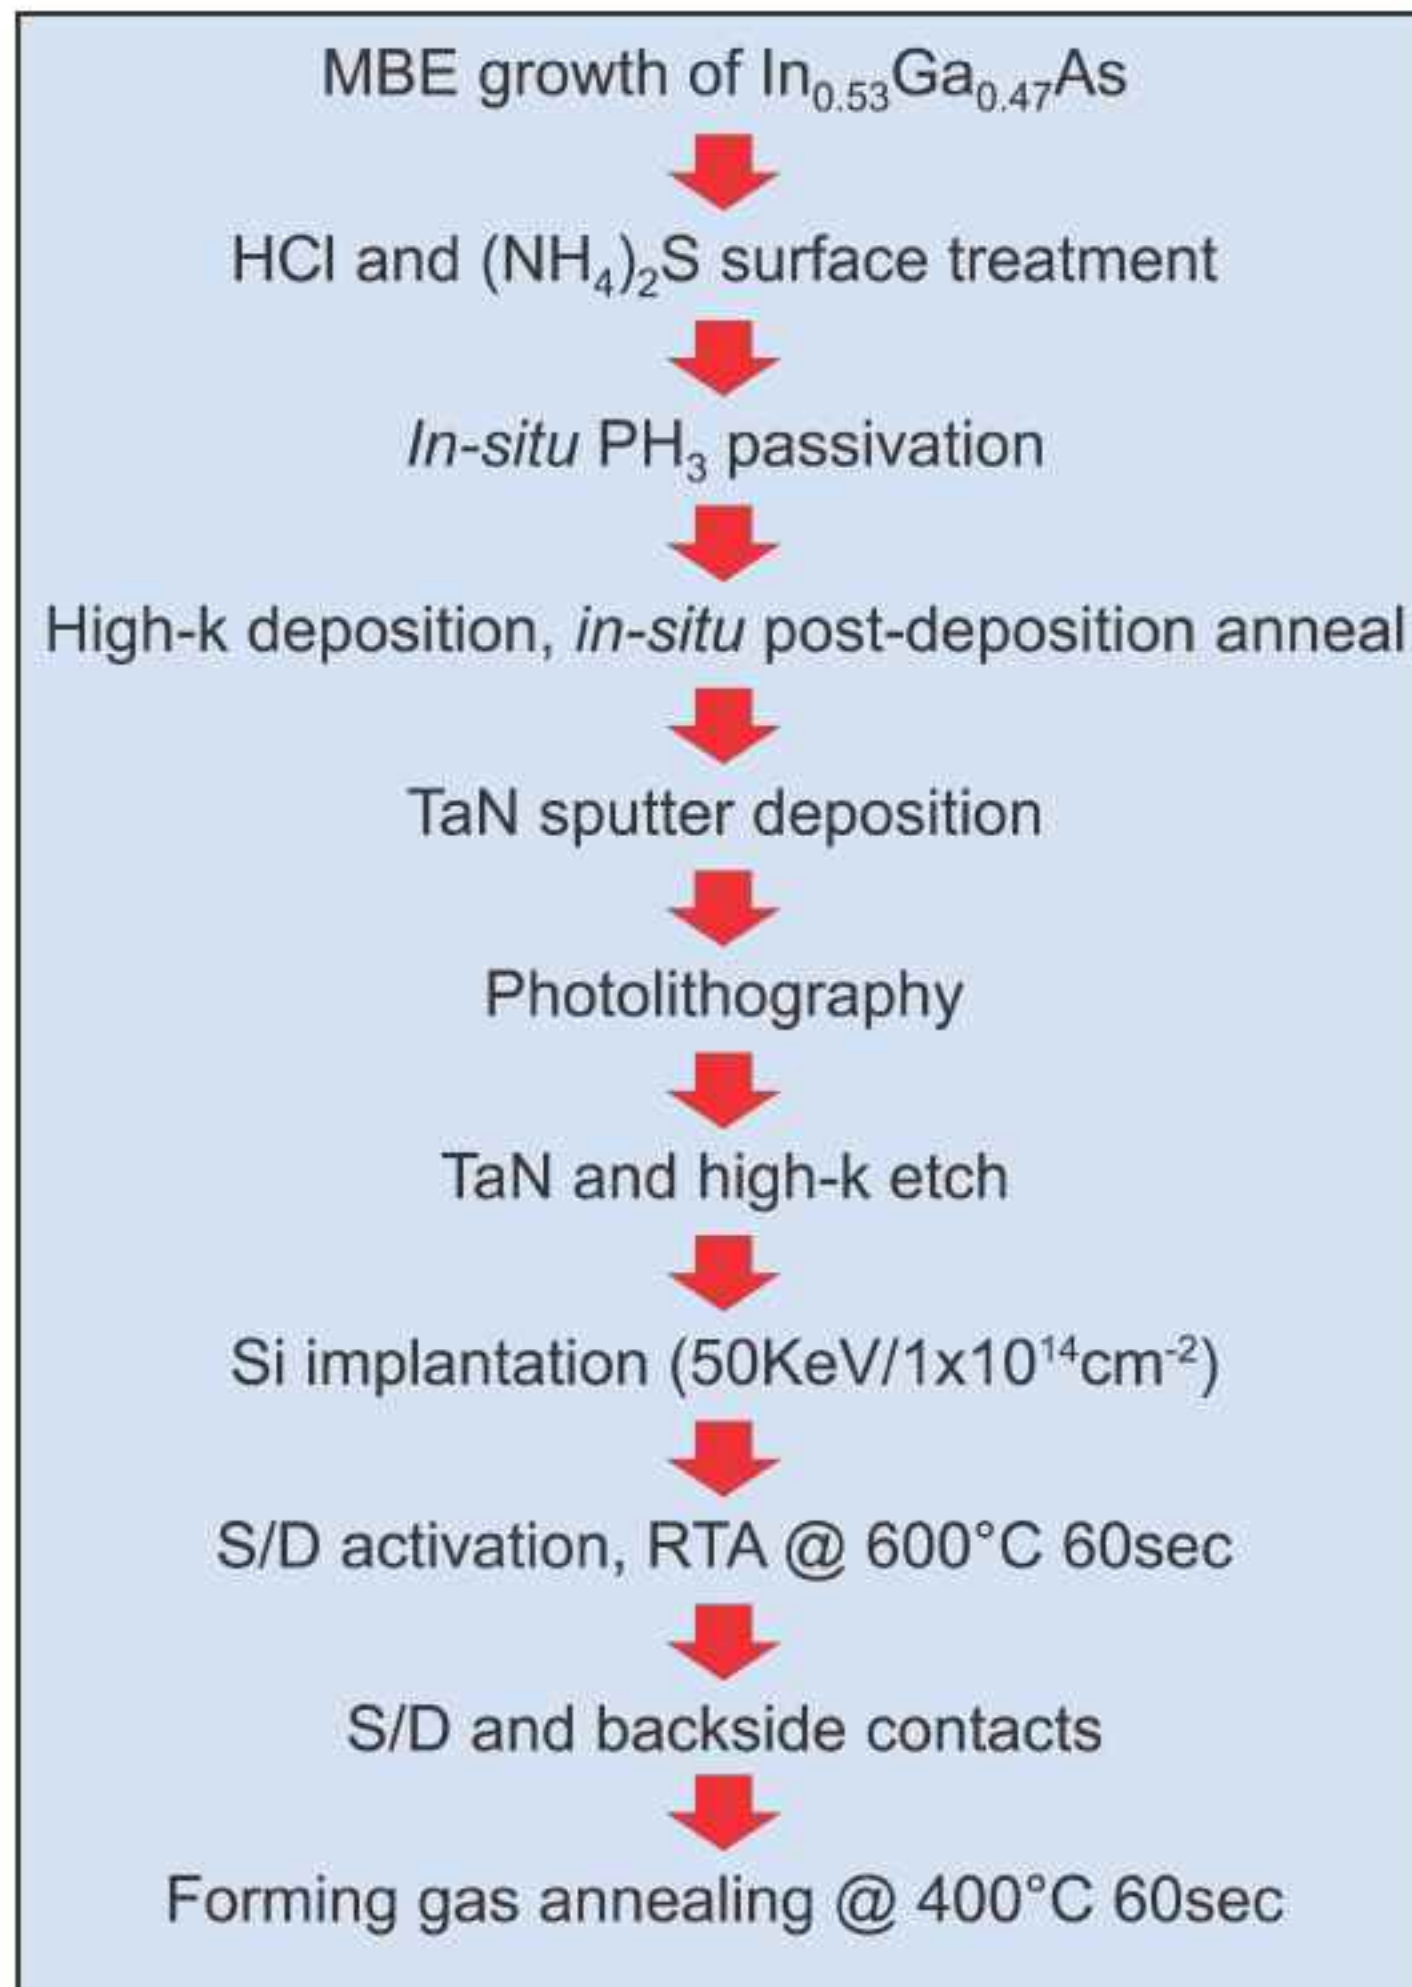 MBE growth of In₀.₅₃Ga₀.₄₇As
HCl and (NH₄)₂S surface treatment
In-situ PH₃ passivation
High-k deposition, in-situ post-deposition anneal
TaN sputter deposition
Photolithography
TaN and high-k etch
Si implantation (50KeV/1x10¹⁴cm⁻²)
S/D activation, RTA @ 600°C 60sec
S/D and backside contacts
Forming gas annealing @ 400°C 60sec